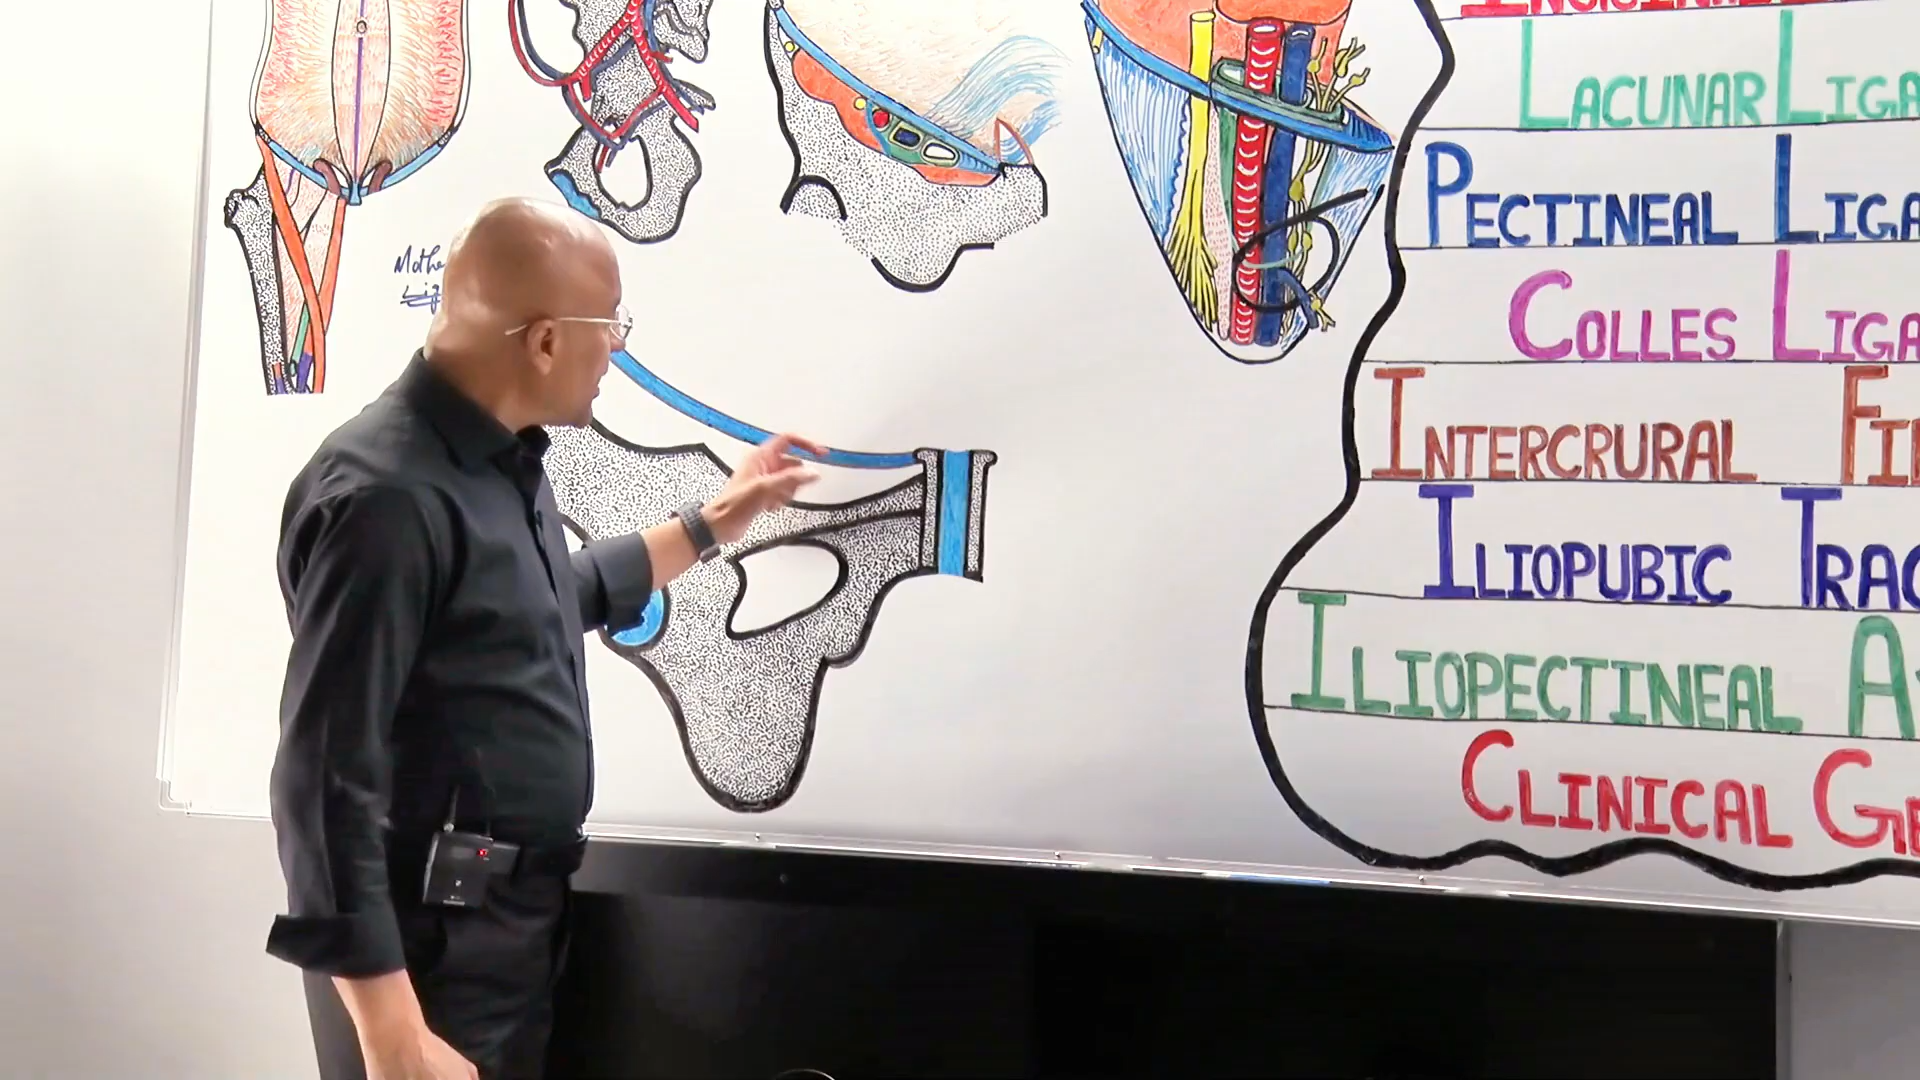 LACUNAR LIGA
PECTINEAL LIGA
COLLES LIGA
INTERCRURAL FI
ILIOPUBIC TRAC
ILIOPECTINEAL A
CLINICAL G